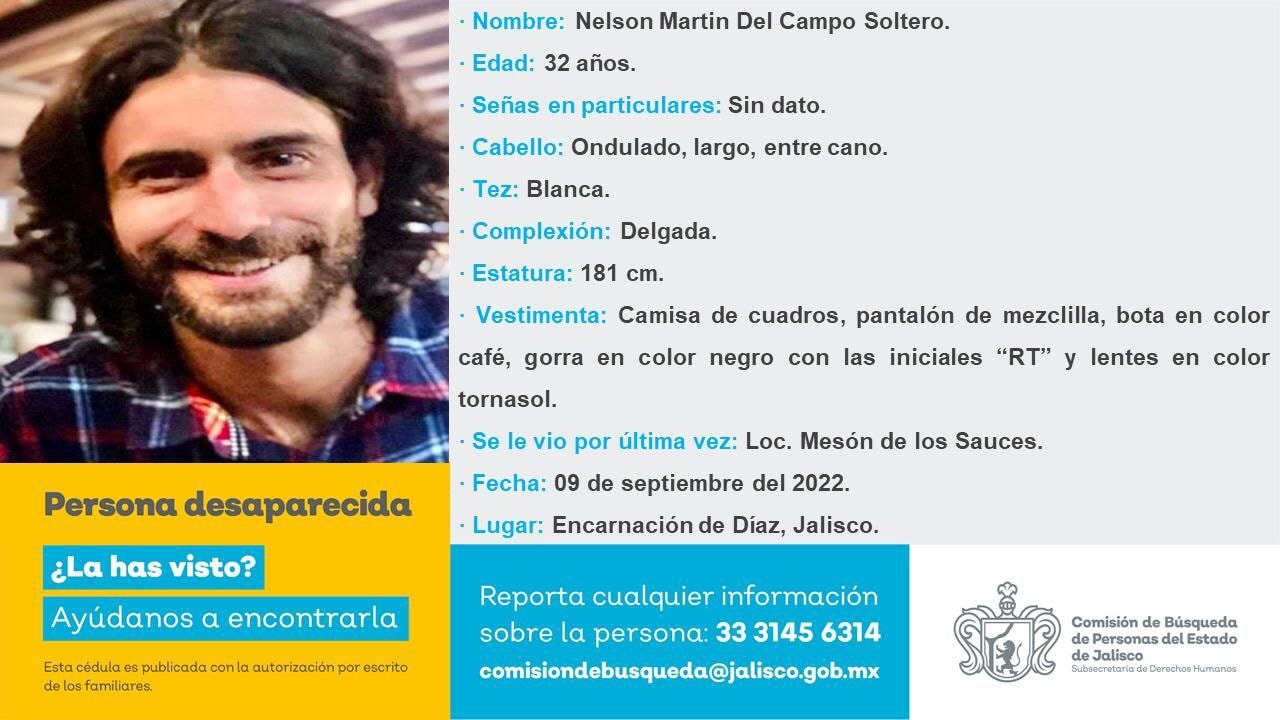 · Nombre: Nelson Martin Del Campo Soltero.
· Edad: 32 años.
· Señas en particulares: Sin dato.
· Cabello: Ondulado, largo, entre cano.
· Tez: Blanca.
· Complexión: Delgada.
· Estatura: 181 cm.
· Vestimenta: Camisa de cuadros, pantalón de mezclilla, bota en color
café, gorra en color negro con las iniciales “RT” y lentes en color
tornasol.
· Se le vio por última vez: Loc. Mesón de los Sauces.
· Fecha: 09 de septiembre del 2022.
· Lugar: Encarnación de Díaz, Jalisco.
Persona desaparecida
¿La has visto?
Ayúdanos a encontrarla
Esta cédula es publicada con la autorización por escrito
de los familiares.
Reporta cualquier información
sobre la persona: 33 3145 6314
comisiondebusqueda@jalisco.gob.mx
Comisión de Búsqueda
de Personas del Estado
de Jalisco
Subsecretaría de Derechos Humanos